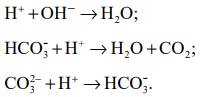 H⁺ + OH⁻ → H₂O;
HCO₃⁻ + H⁺ → H₂O + CO₂;
CO₃²⁻ + H⁺ → HCO₃⁻.